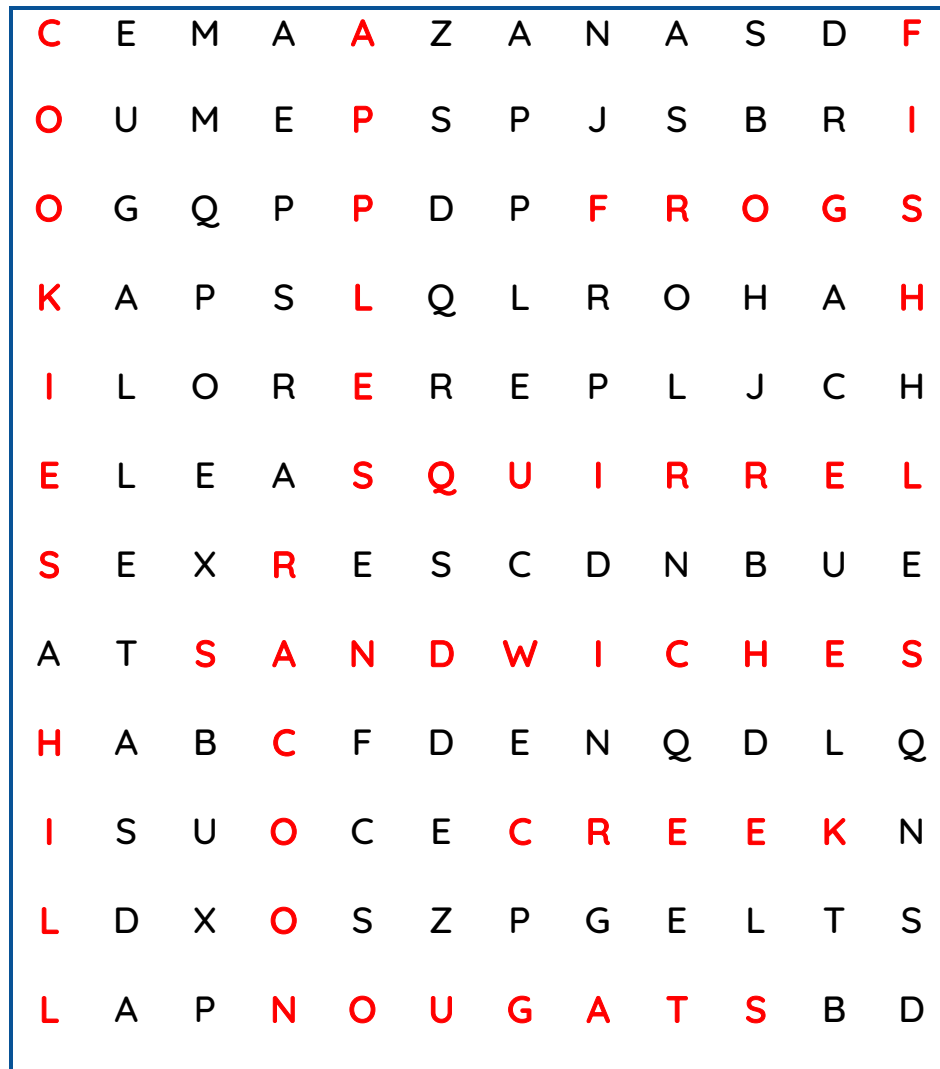 C E M A A Z A N A S D F
O U M E P S P J S B R I
O G Q P P D P F R O G S
K A P S L Q L R O H A H
I L O R E R E P L J C H
E L E A S Q U I R R E L
S E X R E S C D N B U E
A T S A N D W I C H E S
H A B C F D E N Q D L Q
I S U O C E C R E E K N
L D X O S Z P G E L T S
L A P N O U G A T S B D